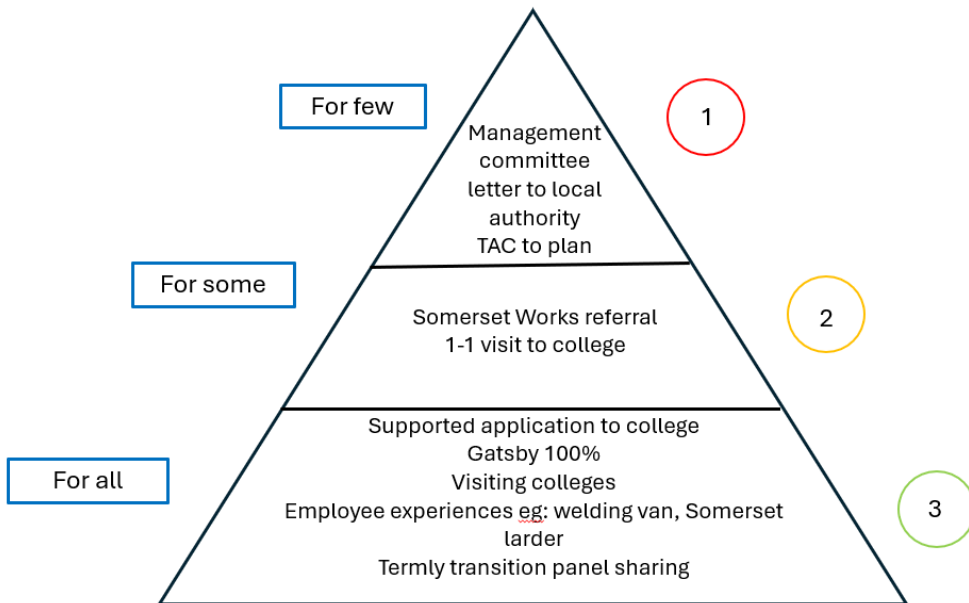 For few
1
Management
committee
letter to local
authority
TAC to plan
For some
2
Somerset Works referral
1-1 visit to college
For all
3
Supported application to college
Gatsby 100%
Visiting colleges
Employee experiences eg: welding van, Somerset
larder
Termly transition panel sharing